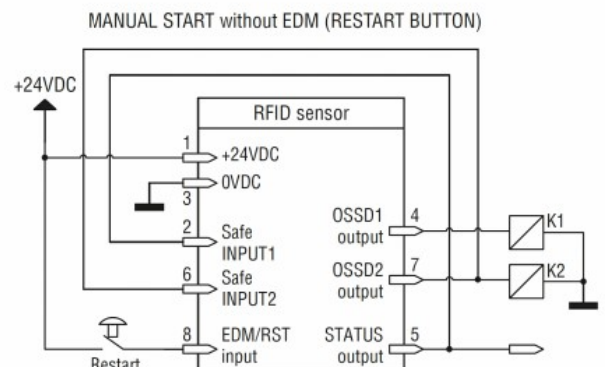 MANUAL START without EDM (RESTART BUTTON)
+24VDC
RFID sensor
1
+24VDC
0VDC
3
2
Safe
INPUT1
6
Safe
INPUT2
8
EDM/RST
input
Restart
OSSD1
output
4
K1
OSSD2
output
7
K2
STATUS
output
5